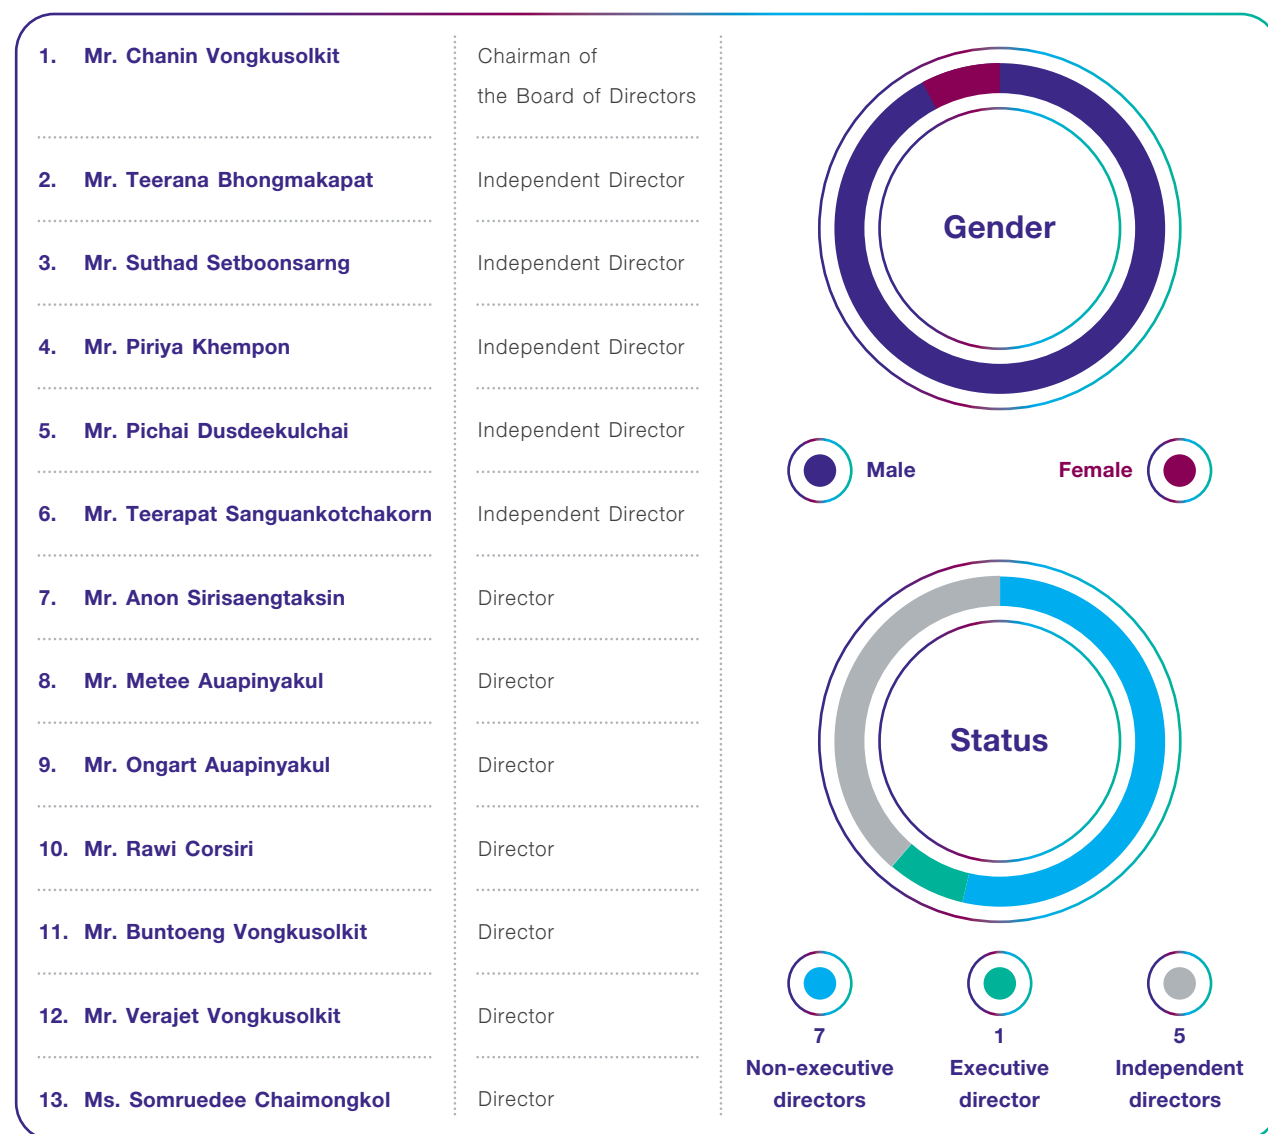 1. Mr. Chanin Vongkusolkit
Chairman of
the Board of Directors
2. Mr. Teerana Bhongmakapat
Independent Director
3. Mr. Suthad Setboonsarng
Independent Director
4. Mr. Piriya Khempon
Independent Director
5. Mr. Pichai Dusdeekulchai
Independent Director
6. Mr. Teerapat Sanguankotchakorn
Independent Director
7. Mr. Anon Sirisaengtaksin
Director
8. Mr. Metee Auapinyakul
Director
9. Mr. Ongart Auapinyakul
Director
10. Mr. Rawi Corsiri
Director
11. Mr. Buntoeng Vongkusolkit
Director
12. Mr. Verajet Vongkusolkit
Director
13. Ms. Somruedee Chaimongkol
Director
Gender
Male
Female
Status
7
Non-executive
directors
1
Executive
director
5
Independent
directors